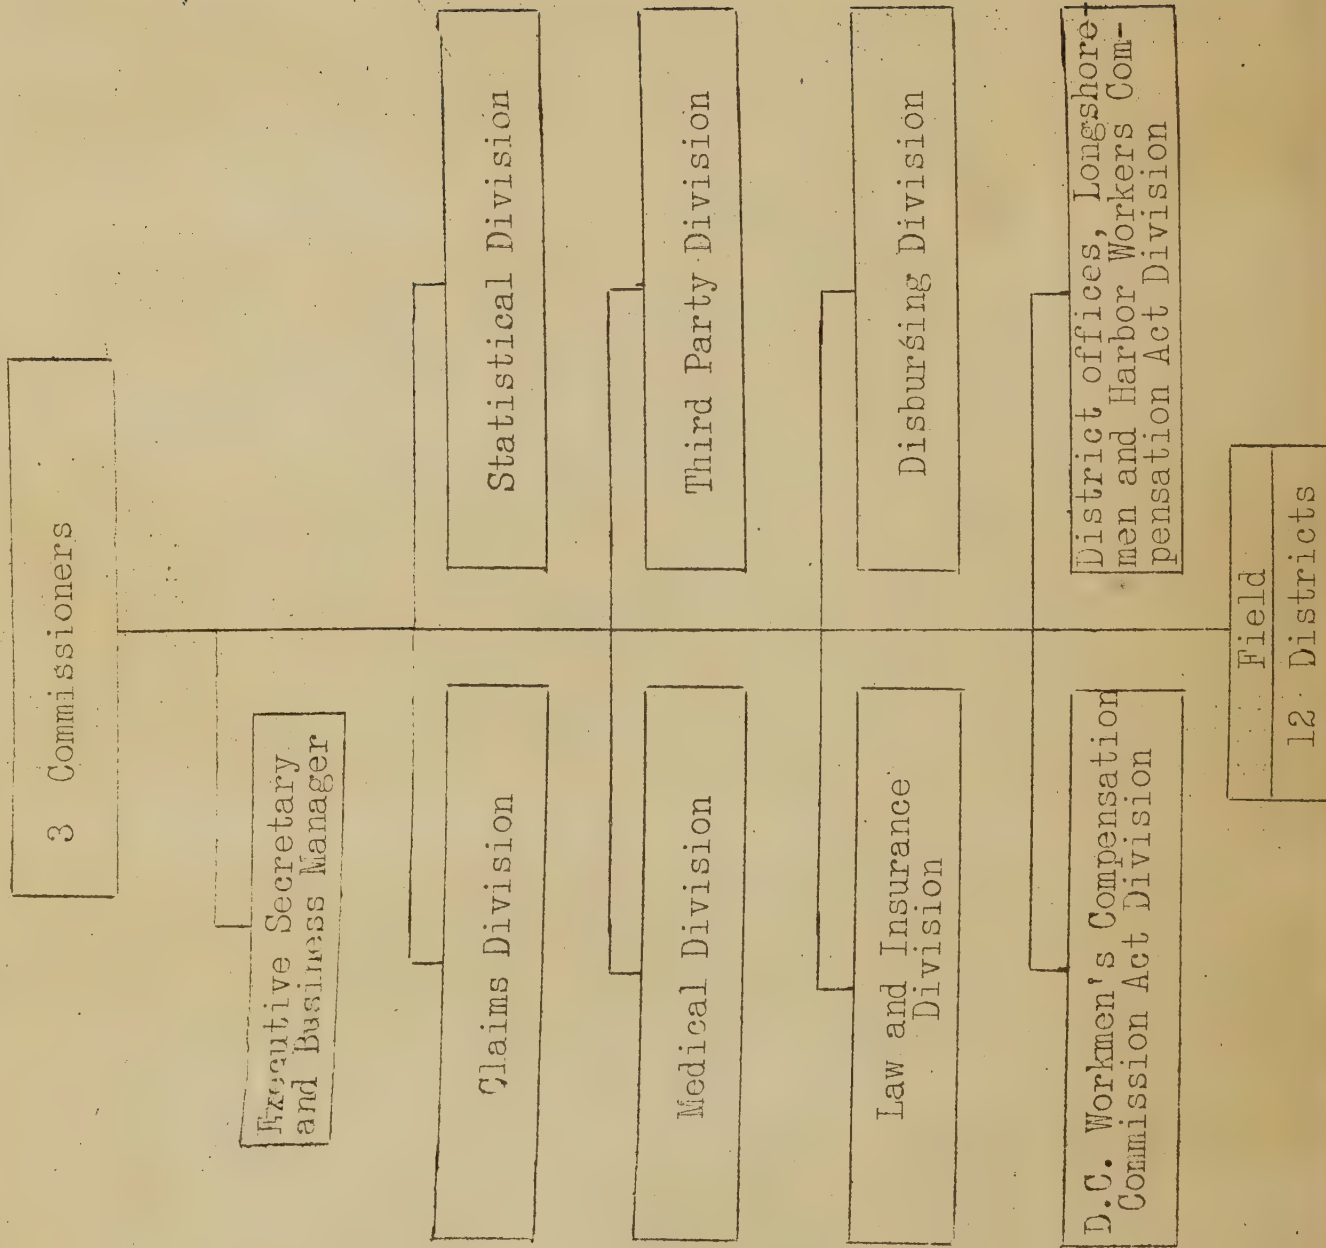 3 Commissioners
Executive Secretary
and Business Manager
Claims Division
Statistical Division
Medical Division
Third Party Division
Law and Insurance
Division
Disbursing Division
D.C. Workmen's Compensation
Commission Act Division
District offices, Longshore-
men and Harbor Workers Com-
pensation Act Division
Field
12 Districts